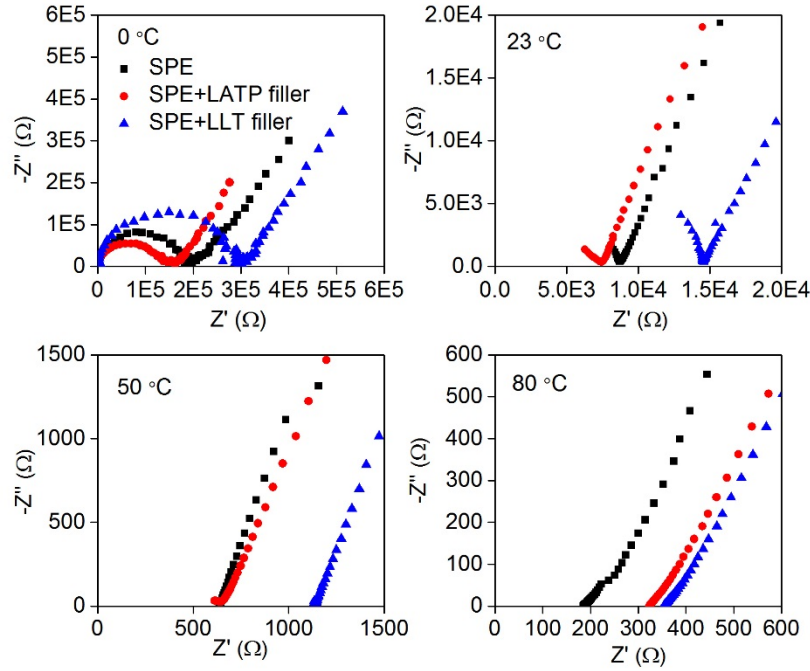 0 °C
SPE
SPE+LATP filler
SPE+LLT filler
6E5
5E5
4E5
3E5
2E5
1E5
0
-Z'' (Ω)
0 1E5 2E5 3E5 4E5 5E5 6E5
Z' (Ω)
23 °C
2.0E4
1.5E4
1.0E4
5.0E3
0.0
-Z'' (Ω)
0.0 5.0E3 1.0E4 1.5E4 2.0E4
Z' (Ω)
50 °C
1500
1000
500
0
-Z'' (Ω)
0 500 1000 1500
Z' (Ω)
80 °C
600
500
400
300
200
100
0
-Z'' (Ω)
0 100 200 300 400 500 600
Z' (Ω)